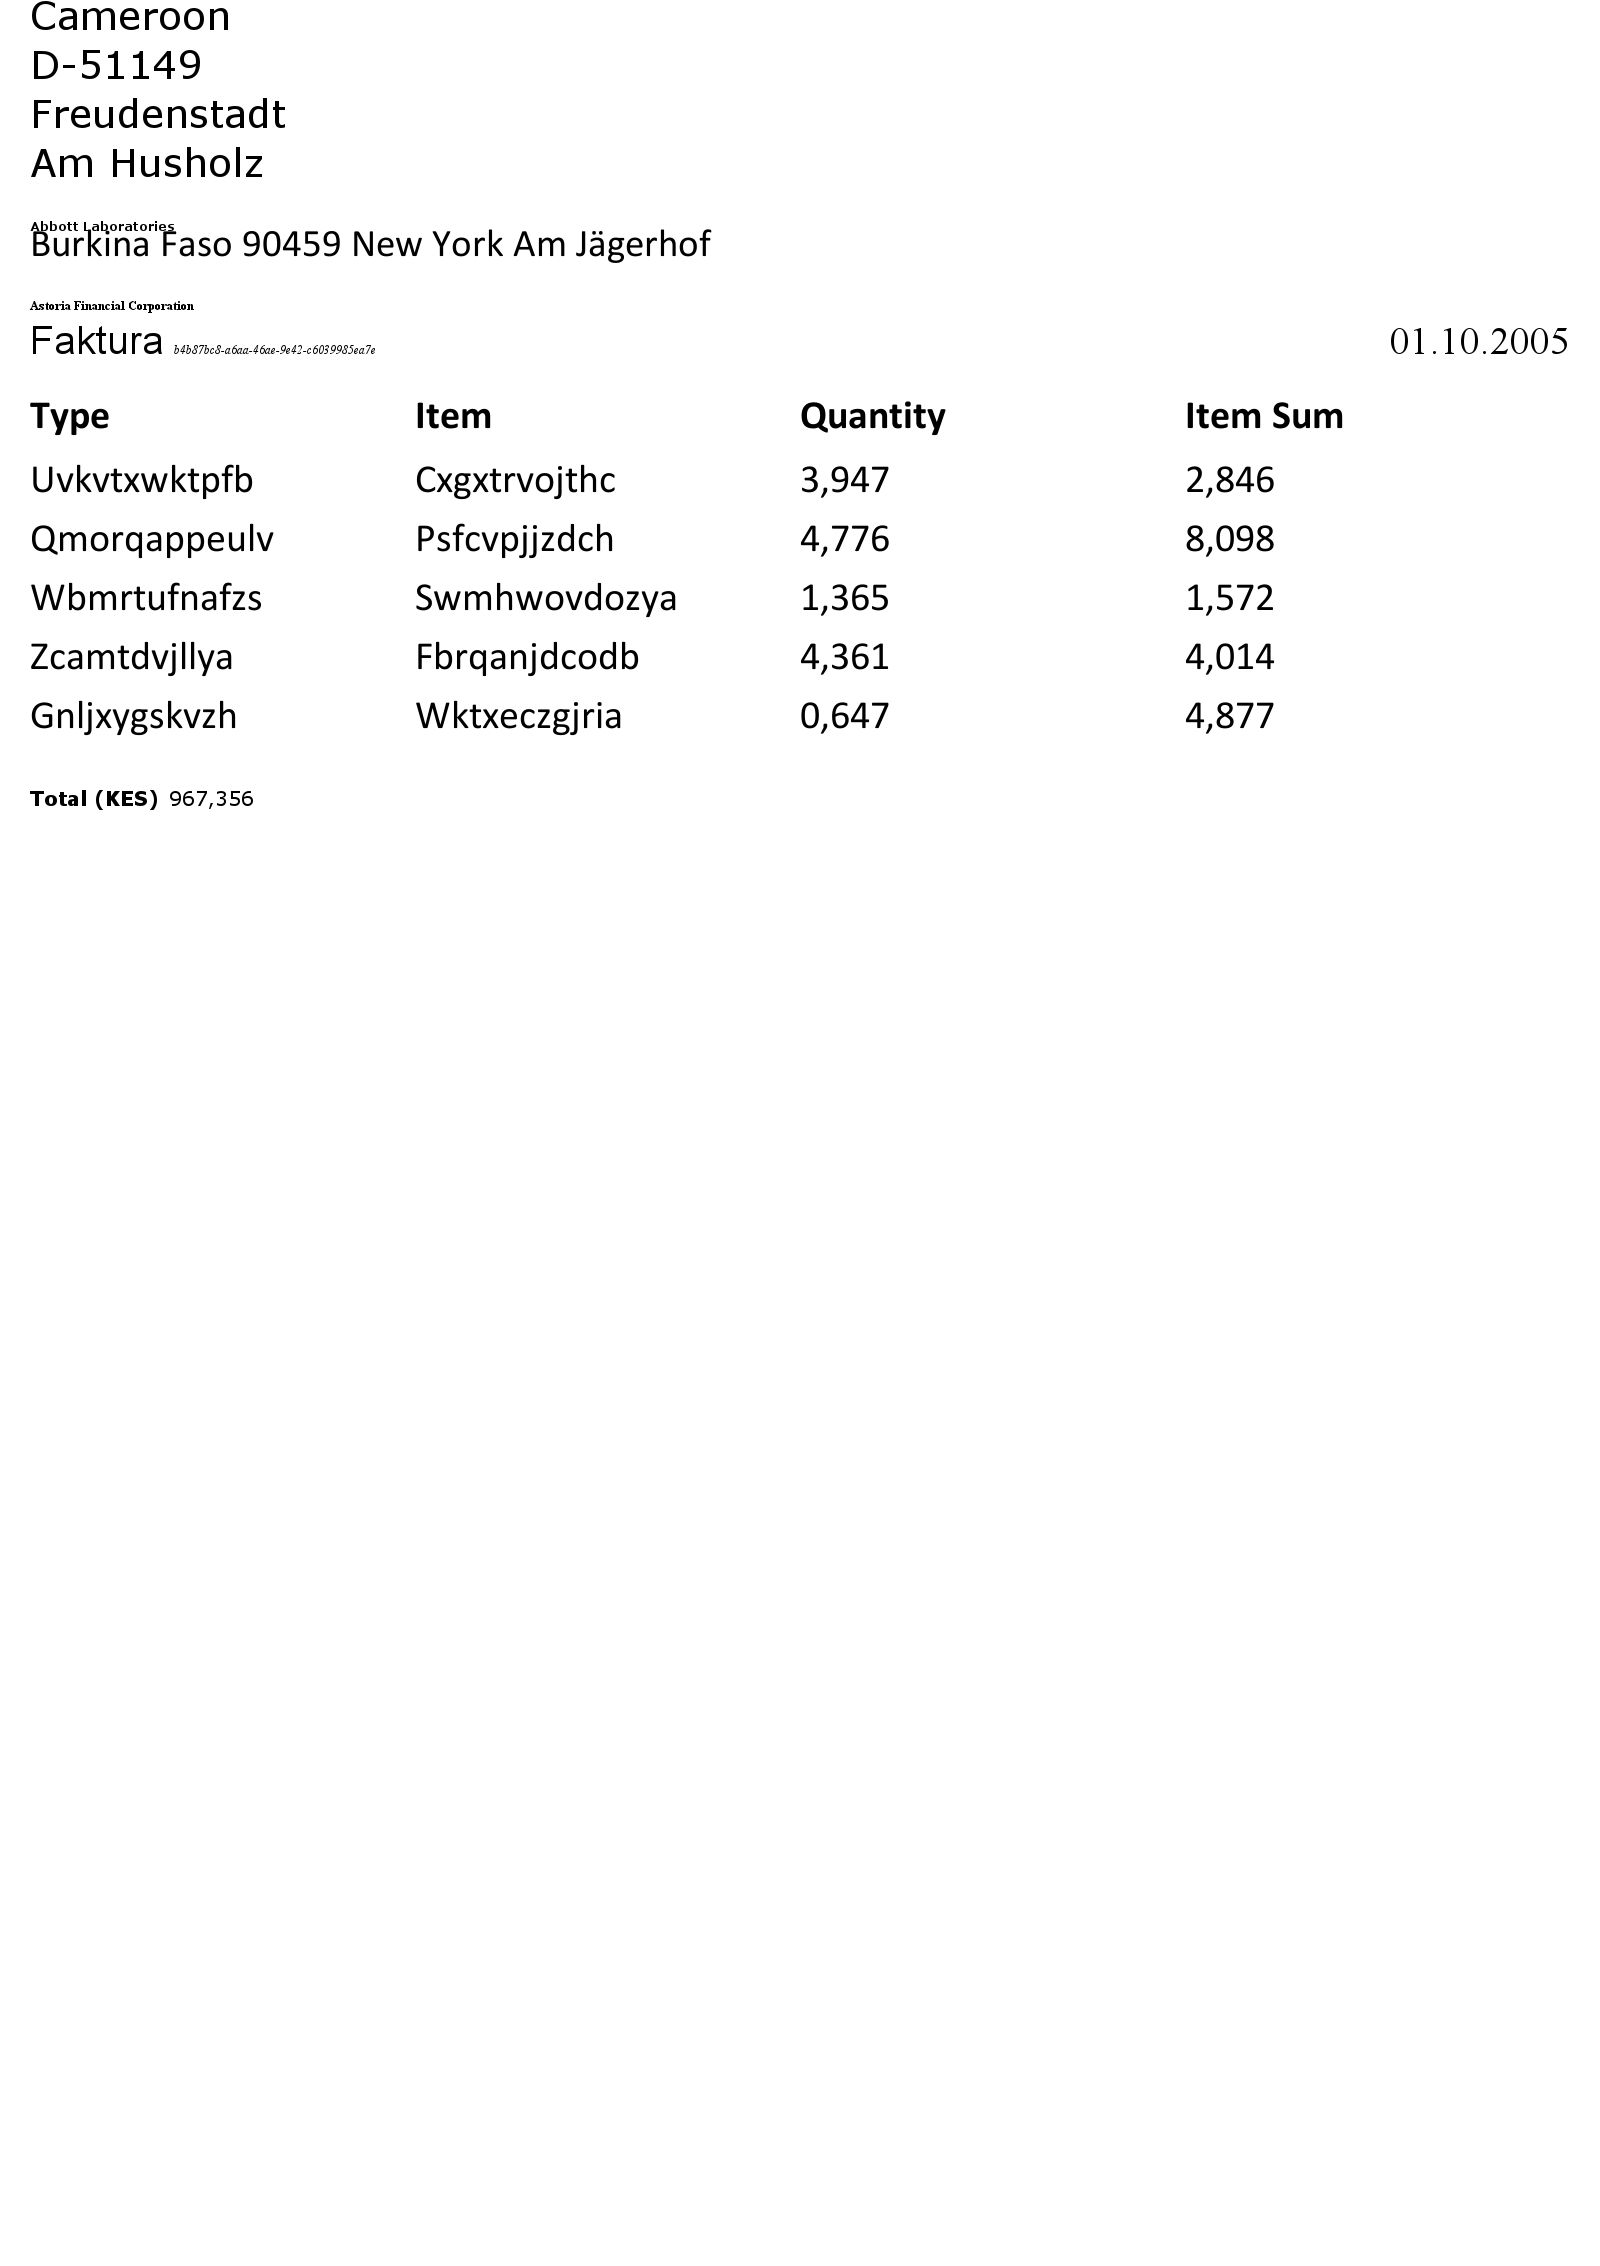 Cameroon
D-51149
Freudenstadt
Am Husholz
Abbott Laboratories
Burkina Faso 90459 New York Am Jägerhof
Astoria Financial Corporation
Faktura b4b87bc8-a6aa-46ae-9e42-c6039985ea7e 01.10.2005
Type Item Quantity Item Sum
Uvkvtxwktpfb Cxgxtrvojthc 3,947 2,846
Qmorqappeulv Psfcvpjjzdch 4,776 8,098
Wbmrtufnafzs Swmhwovdozya 1,365 1,572
Zcamtdvjllya Fbrqanjdcodb 4,361 4,014
Gnljxygskvzh Wktxeczgjria 0,647 4,877
Total (KES) 967,356